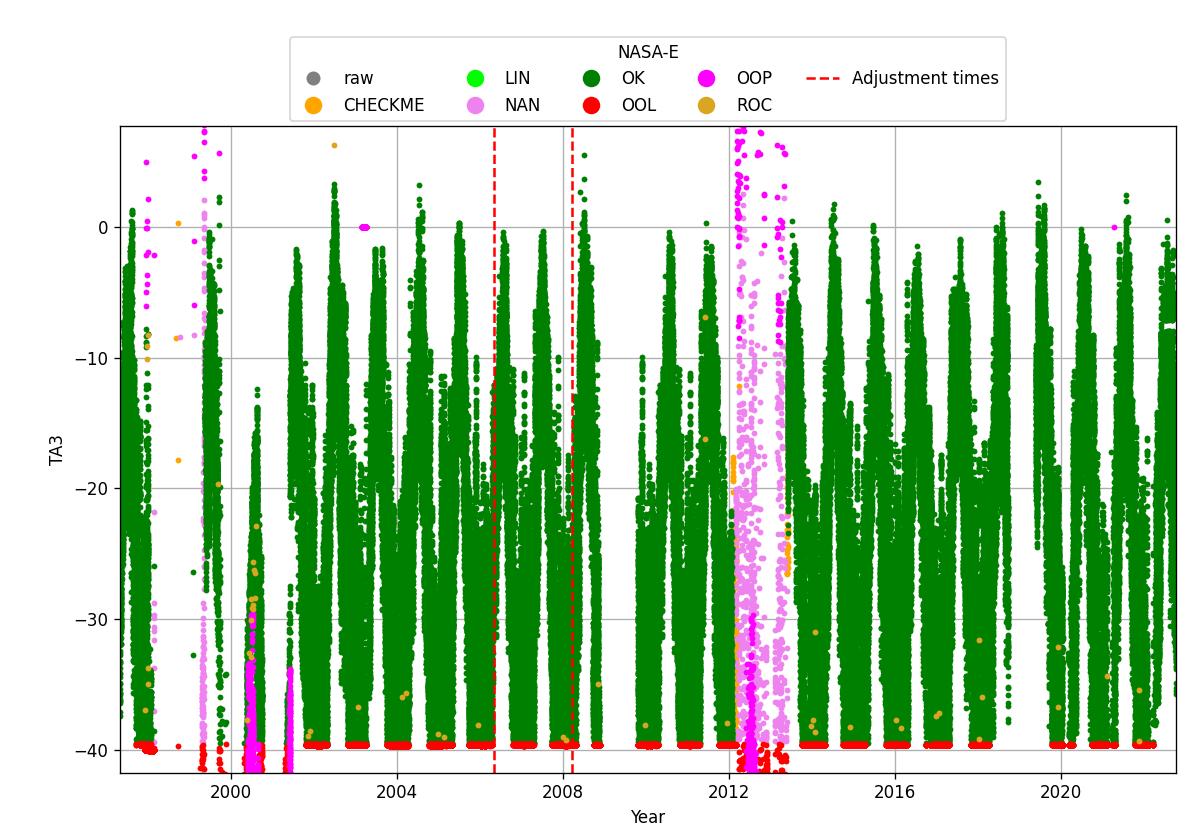 NASA-E
raw LIN OK OOP Adjustment times
CHECKME NAN OOL ROC
TA3
0
−10
−20
−30
−40
2000 2004 2008 2012 2016 2020
Year